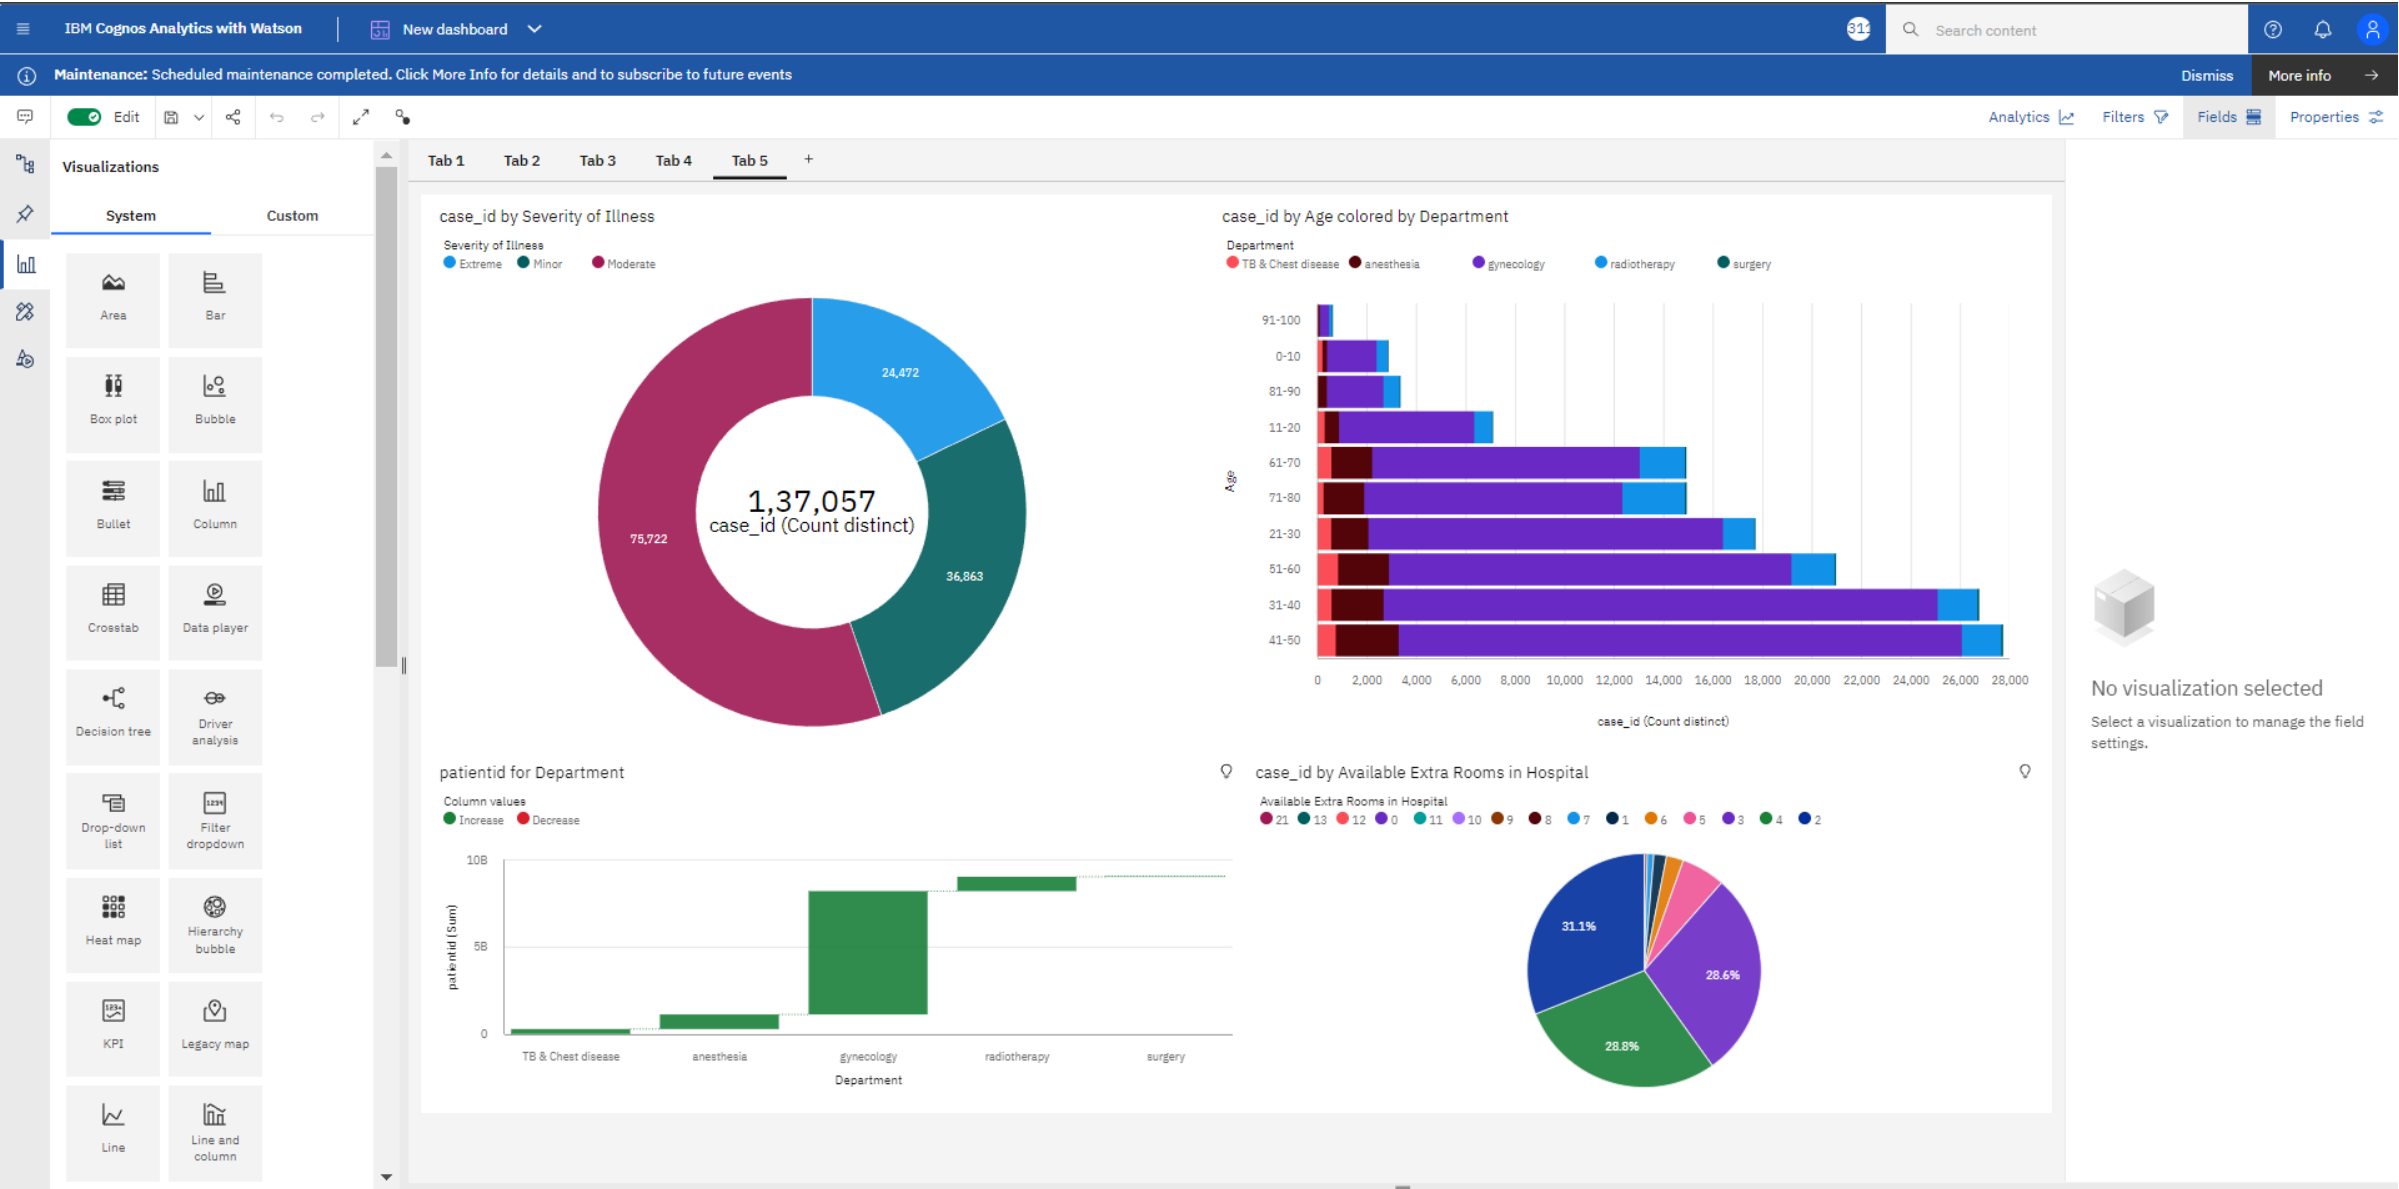 IBM Cognos Analytics with Watson
New dashboard
311
Search content
Maintenance: Scheduled maintenance completed. Click More Info for details and to subscribe to future events
Dismiss
More info
Edit
Analytics
Filters
Fields
Properties
Visualizations
System
Custom
Area
Bar
Box plot
Bubble
Bullet
Column
Crosstab
Data player
Decision tree
Driver
analysis
Drop-down
list
Filter
dropdown
Heat map
Hierarchy
bubble
KPI
Legacy map
Line
Line and
column
Tab 1
Tab 2
Tab 3
Tab 4
Tab 5
+
case_id by Severity of Illness
Severity of Illness
Extreme
Minor
Moderate
24,472
1,37,057
case_id (Count distinct)
75,722
36,863
case_id by Age colored by Department
Department
TB & Chest disease
anesthesia
gynecology
radiotherapy
surgery
Age
91-100
0-10
81-90
11-20
61-70
71-80
21-30
51-60
31-40
41-50
0 2,000 4,000 6,000 8,000 10,000 12,000 14,000 16,000 18,000 20,000 22,000 24,000 26,000 28,000
case_id (Count distinct)
patientid for Department
Column values
Increase
Decrease
patientid (Sum)
10B
5B
0
TB & Chest disease
anesthesia
gynecology
radiotherapy
surgery
Department
case_id by Available Extra Rooms in Hospital
Available Extra Rooms in Hospital
21 13 12 0 11 10 9 8 7 1 6 5 3 4 2
31.1%
28.6%
28.8%
No visualization selected
Select a visualization to manage the field
settings.